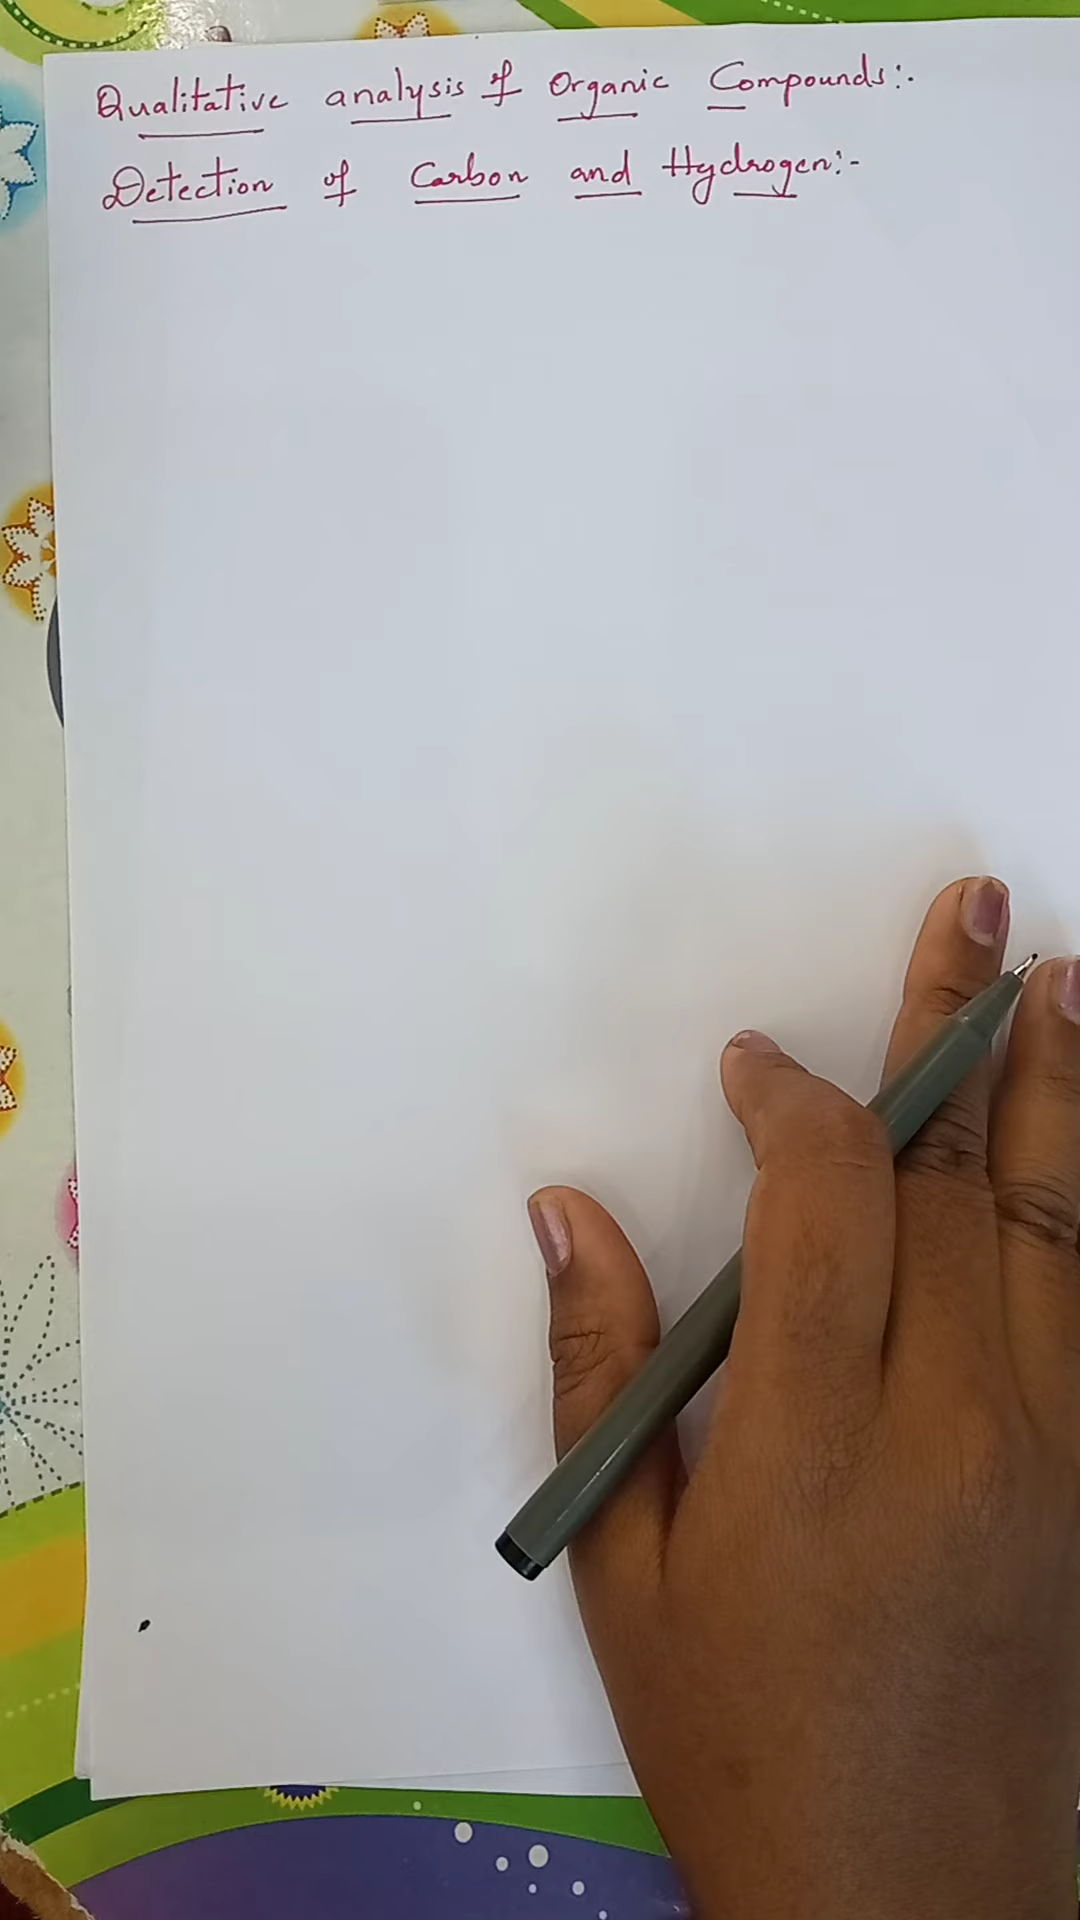 Qualitative analysis of Organic Compounds:-
Detection of Carbon and Hydrogen:-